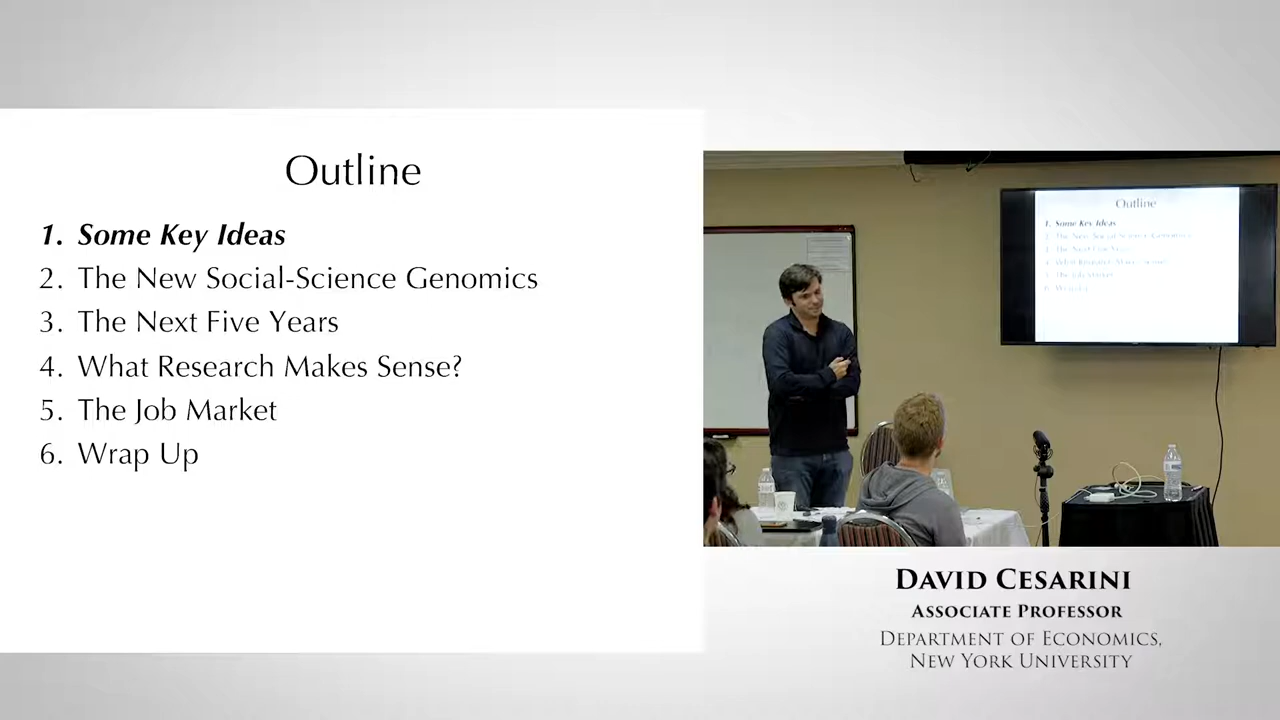 Outline
1. Some Key Ideas
2. The New Social-Science Genomics
3. The Next Five Years
4. What Research Makes Sense?
5. The Job Market
6. Wrap Up
Outline
1. Some Key Ideas
DAVID CESARINI
ASSOCIATE PROFESSOR
DEPARTMENT OF ECONOMICS,
NEW YORK UNIVERSITY